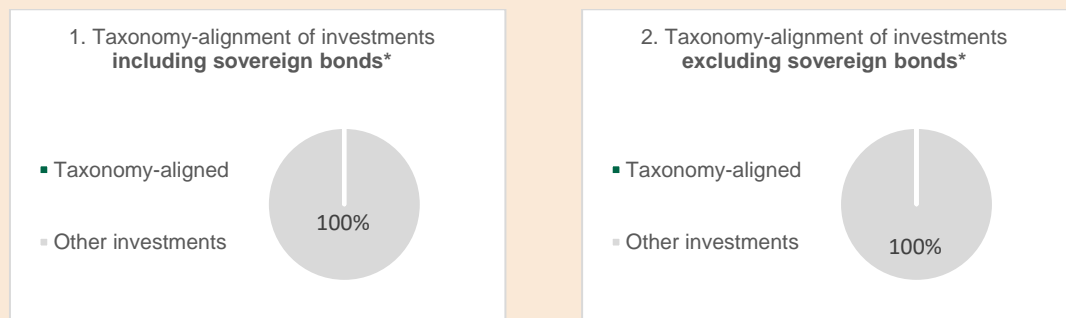 1. Taxonomy-alignment of investments
including sovereign bonds*
Taxonomy-aligned
Other investments
100%
2. Taxonomy-alignment of investments
excluding sovereign bonds*
Taxonomy-aligned
Other investments
100%